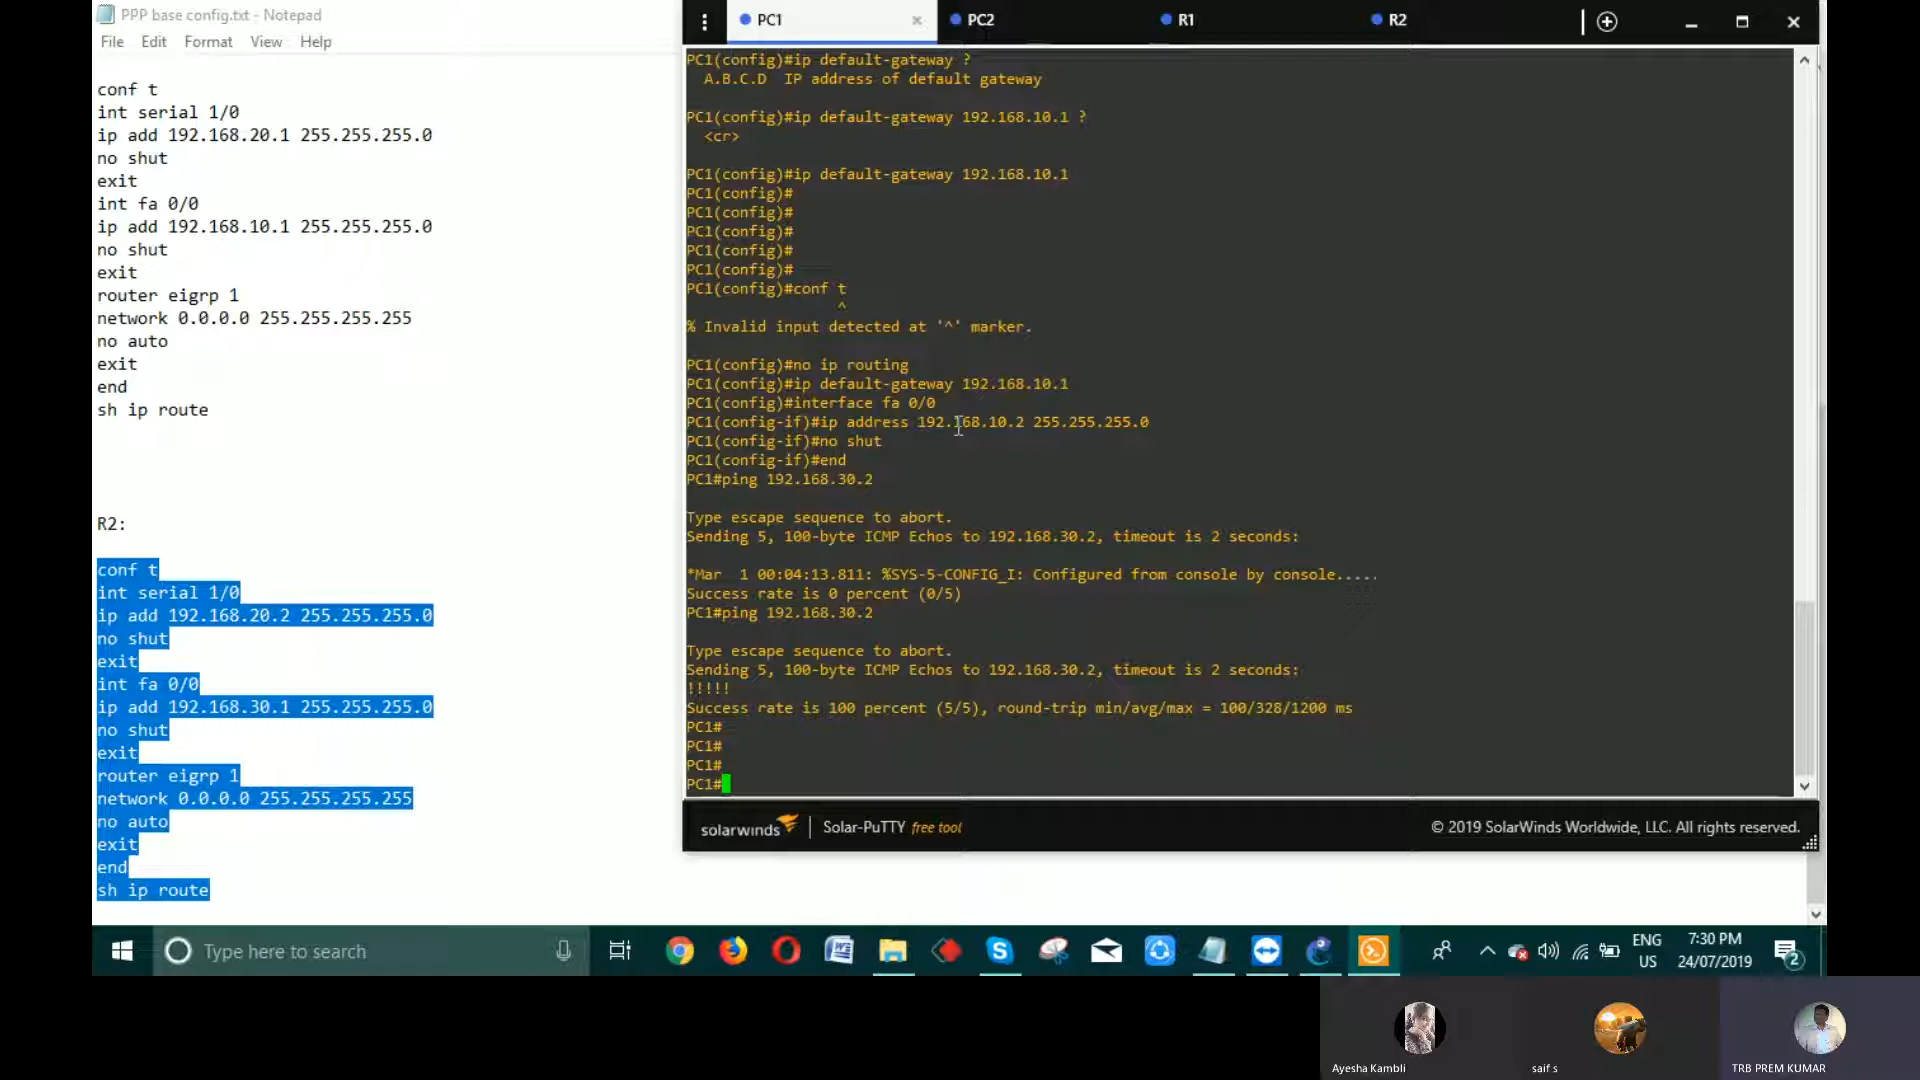 PPP base config.txt - Notepad
File Edit Format View Help
conf t
int serial 1/0
ip add 192.168.20.1 255.255.255.0
no shut
exit
int fa 0/0
ip add 192.168.10.1 255.255.255.0
no shut
exit
router eigrp 1
network 0.0.0.0 255.255.255.255
no auto
exit
end
sh ip route
R2:
conf t
int serial 1/0
ip add 192.168.20.2 255.255.255.0
no shut
exit
int fa 0/0
ip add 192.168.30.1 255.255.255.0
no shut
exit
router eigrp 1
network 0.0.0.0 255.255.255.255
no auto
exit
end
sh ip route
PC1 PC2 R1 R2
PC1(config)#ip default-gateway ?
A.B.C.D IP address of default gateway
PC1(config)#ip default-gateway 192.168.10.1 ?
<cr>
PC1(config)#ip default-gateway 192.168.10.1
PC1(config)#
PC1(config)#
PC1(config)#
PC1(config)#
PC1(config)#
PC1(config)#conf t
^
% Invalid input detected at '^' marker.
PC1(config)#no ip routing
PC1(config)#ip default-gateway 192.168.10.1
PC1(config)#interface fa 0/0
PC1(config-if)#ip address 192.168.10.2 255.255.255.0
PC1(config-if)#no shut
PC1(config-if)#end
PC1#ping 192.168.30.2
Type escape sequence to abort.
Sending 5, 100-byte ICMP Echos to 192.168.30.2, timeout is 2 seconds:
*Mar 1 00:04:13.811: %SYS-5-CONFIG_I: Configured from console by console.....
Success rate is 0 percent (0/5)
PC1#ping 192.168.30.2
Type escape sequence to abort.
Sending 5, 100-byte ICMP Echos to 192.168.30.2, timeout is 2 seconds:
!!!!!
Success rate is 100 percent (5/5), round-trip min/avg/max = 100/328/1200 ms
PC1#
PC1#
PC1#
PC1#
solarwinds Solar-PuTTY free tool © 2019 SolarWinds Worldwide, LLC. All rights reserved.
Type here to search
ENG
US
7:30 PM
24/07/2019
2
Ayesha Kambli
saif s
TRB PREM KUMAR